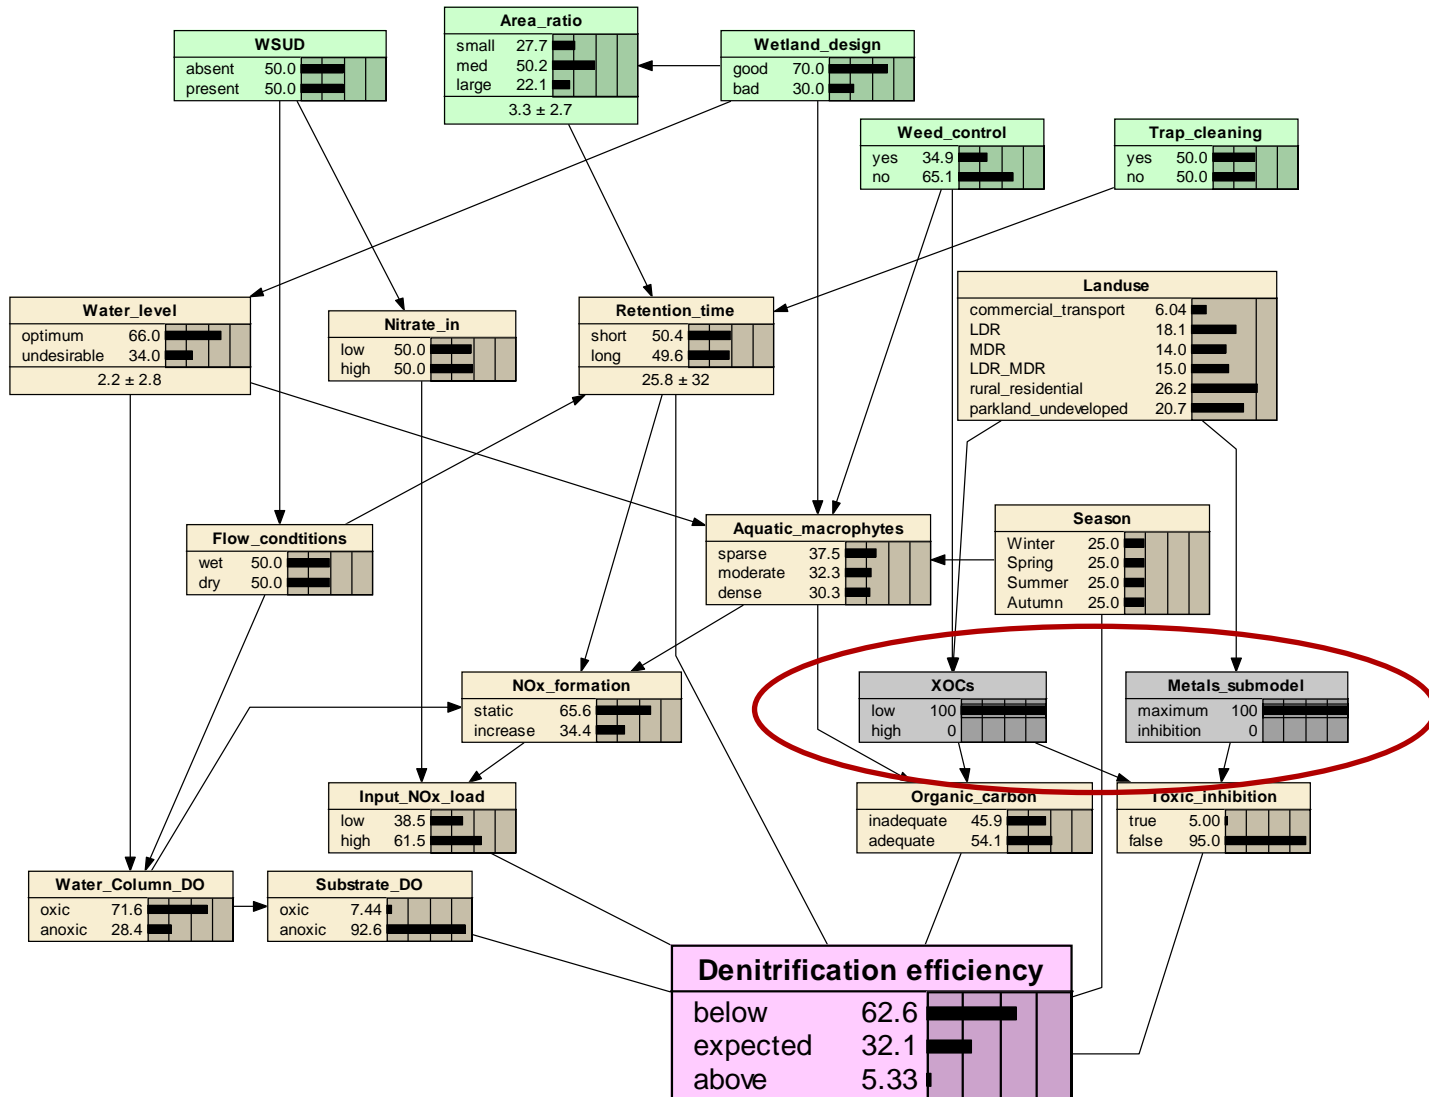 Area_ratio
small 27.7
med 50.2
large 22.1
3.3 ± 2.7
WSUD
absent 50.0
present 50.0
Wetland_design
good 70.0
bad 30.0
Weed_control
yes 34.9
no 65.1
Trap_cleaning
yes 50.0
no 50.0
Water_level
optimum 66.0
undesirable 34.0
2.2 ± 2.8
Nitrate_in
low 50.0
high 50.0
Retention_time
short 50.4
long 49.6
25.8 ± 32
Landuse
commercial_transport 6.04
LDR 18.1
MDR 14.0
LDR_MDR 15.0
rural_residential 26.2
parkland_undeveloped 20.7
Flow_condtitions
wet 50.0
dry 50.0
Aquatic_macrophytes
sparse 37.5
moderate 32.3
dense 30.3
Season
Winter 25.0
Spring 25.0
Summer 25.0
Autumn 25.0
NOx_formation
static 65.6
increase 34.4
XOCs
low 100
high 0
Metals_submodel
maximum 100
inhibition 0
Input_NOx_load
low 38.5
high 61.5
Organic_carbon
inadequate 45.9
adequate 54.1
Toxic_inhibition
true 5.00
false 95.0
Water_Column_DO
oxic 71.6
anoxic 28.4
Substrate_DO
oxic 7.44
anoxic 92.6
Denitrification efficiency
below 62.6
expected 32.1
above 5.33